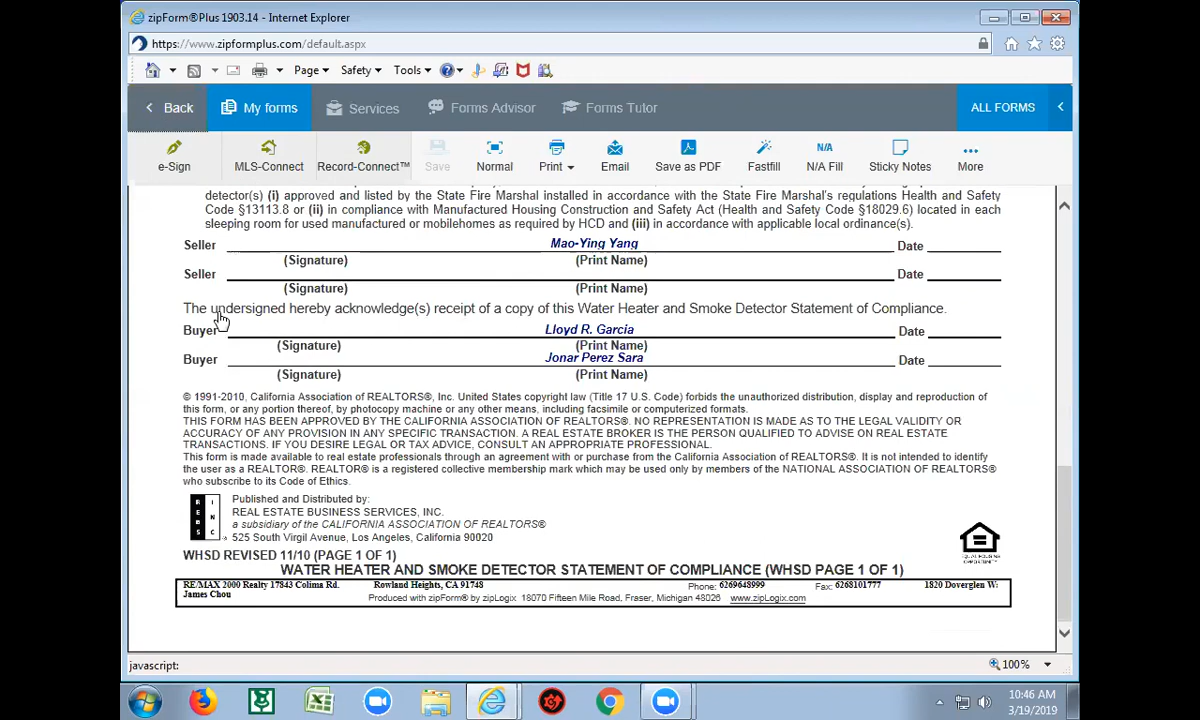 zipForm®Plus 1903.14 - Internet Explorer
https://www.zipformplus.com/default.aspx
Page Safety Tools
Back My forms Services Forms Advisor Forms Tutor ALL FORMS
e-Sign MLS-Connect Record-Connect™ Save Normal Print Email Save as PDF Fastfill N/A N/A Fill Sticky Notes More
detector(s) (i) approved and listed by the State Fire Marshal installed in accordance with the State Fire Marshal's regulations Health and Safety
Code §13113.8 or (ii) in compliance with Manufactured Housing Construction and Safety Act (Health and Safety Code §18029.6) located in each
sleeping room for used manufactured or mobilehomes as required by HCD and (iii) in accordance with applicable local ordinance(s).
Seller Mao-Ying Yang Date
(Signature) (Print Name)
Seller Date
(Signature) (Print Name)
The undersigned hereby acknowledge(s) receipt of a copy of this Water Heater and Smoke Detector Statement of Compliance.
Buyer Lloyd R. Garcia Date
(Signature) (Print Name)
Buyer Jonar Perez Sara Date
(Signature) (Print Name)
© 1991-2010, California Association of REALTORS®, Inc. United States copyright law (Title 17 U.S. Code) forbids the unauthorized distribution, display and reproduction of
this form, or any portion thereof, by photocopy machine or any other means, including facsimile or computerized formats.
THIS FORM HAS BEEN APPROVED BY THE CALIFORNIA ASSOCIATION OF REALTORS®. NO REPRESENTATION IS MADE AS TO THE LEGAL VALIDITY OR
ACCURACY OF ANY PROVISION IN ANY SPECIFIC TRANSACTION. A REAL ESTATE BROKER IS THE PERSON QUALIFIED TO ADVISE ON REAL ESTATE
TRANSACTIONS. IF YOU DESIRE LEGAL OR TAX ADVICE, CONSULT AN APPROPRIATE PROFESSIONAL.
This form is made available to real estate professionals through an agreement with or purchase from the California Association of REALTORS®. It is not intended to identify
the user as a REALTOR®. REALTOR® is a registered collective membership mark which may be used only by members of the NATIONAL ASSOCIATION OF REALTORS®
who subscribe to its Code of Ethics.
R E B S I N C
Published and Distributed by:
REAL ESTATE BUSINESS SERVICES, INC.
a subsidiary of the CALIFORNIA ASSOCIATION OF REALTORS®
525 South Virgil Avenue, Los Angeles, California 90020
EQUAL HOUSING
OPPORTUNITY
WHSD REVISED 11/10 (PAGE 1 OF 1)
WATER HEATER AND SMOKE DETECTOR STATEMENT OF COMPLIANCE (WHSD PAGE 1 OF 1)
RE/MAX 2000 Realty 17843 Colima Rd. Rowland Heights, CA 91748 Phone: 6269648999 Fax: 6268101777 1820 Doverglen W:
James Chou Produced with zipForm® by zipLogix 18070 Fifteen Mile Road, Fraser, Michigan 48026 www.zipLogix.com
javascript: 100%
10:46 AM
3/19/2019